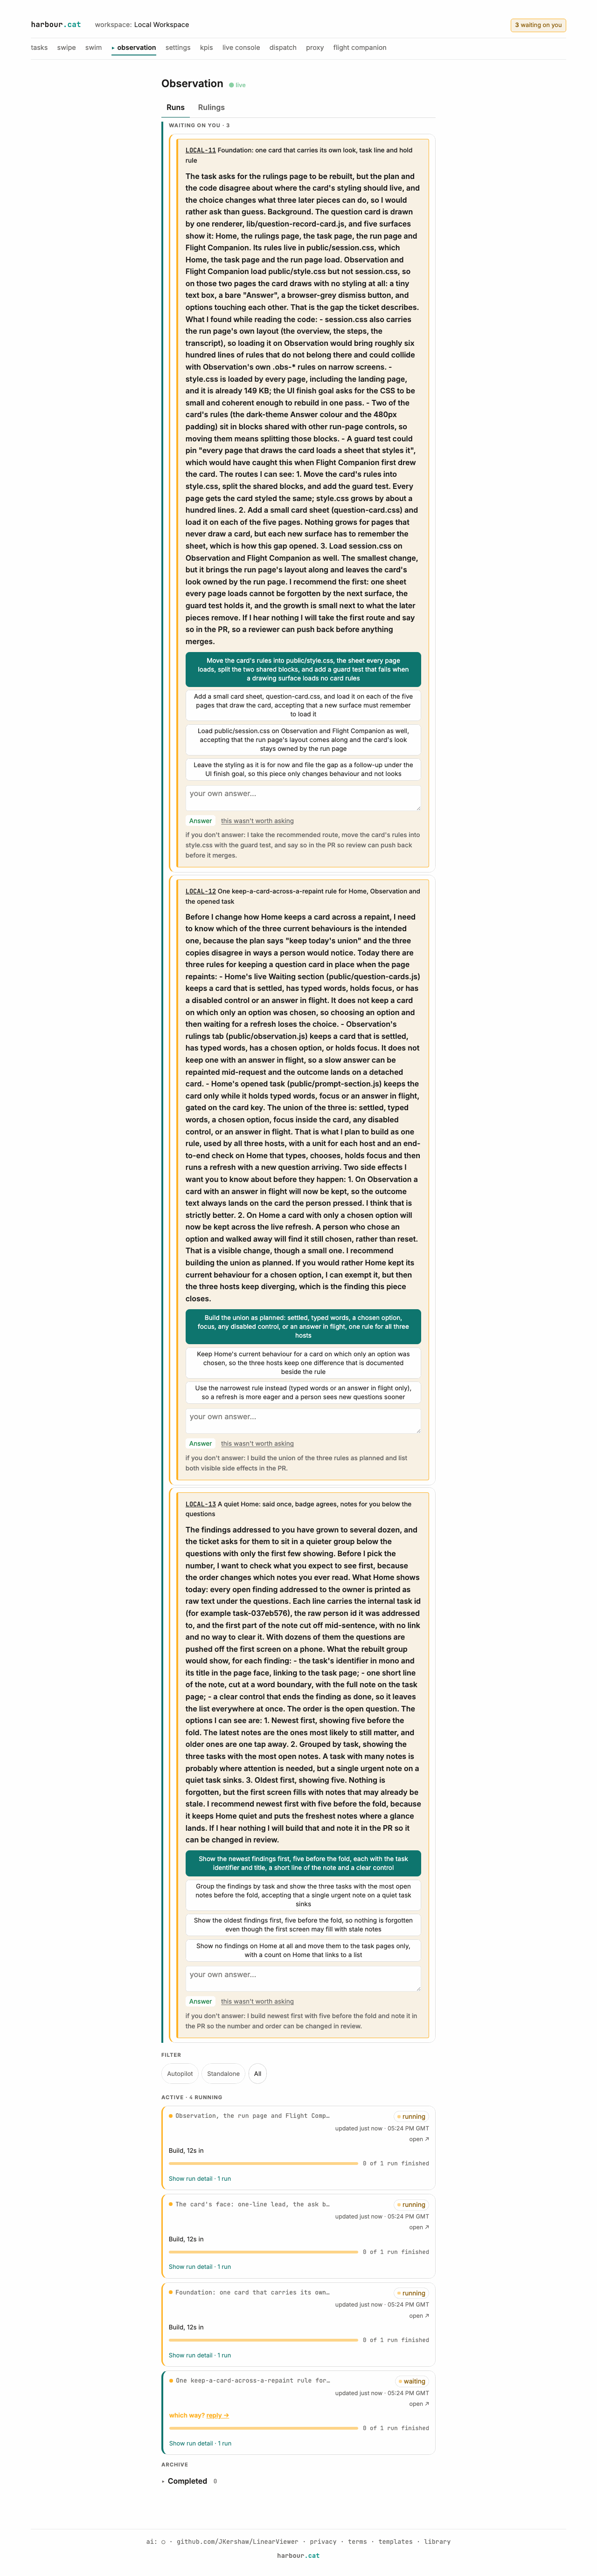 harbour.cat workspace: Local Workspace 3 waiting on you
tasks swipe swim observation settings kpis live console dispatch proxy flight companion
Observation live
Runs Rulings
WAITING ON YOU · 3
LOCAL-11 Foundation: one card that carries its own look, task line and hold
rule
The task asks for the rulings page to be rebuilt, but the plan and
the code disagree about where the card's styling should live, and
the choice changes what three later pieces can do, so I would
rather ask than guess. Background. The question card is drawn
by one renderer, lib/question-record-card.js, and five surfaces
show it: Home, the rulings page, the task page, the run page and
Flight Companion. Its rules live in public/session.css, which
Home, the task page and the run page load. Observation and
Flight Companion load public/style.css but not session.css, so
on those two pages the card draws with no styling at all: a tiny
text box, a bare "Answer", a browser-grey dismiss button, and
options touching each other. That is the gap the ticket describes.
What I found while reading the code: - session.css also carries
the run page's own layout (the overview, the steps, the
transcript), so loading it on Observation would bring roughly six
hundred lines of rules that do not belong there and could collide
with Observation's own .obs-* rules on narrow screens. -
style.css is loaded by every page, including the landing page,
and it is already 149 KB; the UI finish goal asks for the CSS to be
small and coherent enough to rebuild in one pass. - Two of the
card's rules (the dark-theme Answer colour and the 480px
padding) sit in blocks shared with other run-page controls, so
moving them means splitting those blocks. - A guard test could
pin "every page that draws the card loads a sheet that styles it",
which would have caught this when Flight Companion first drew
the card. The routes I can see: 1. Move the card's rules into
style.css, split the shared blocks, and add the guard test. Every
page gets the card styled the same; style.css grows by about a
hundred lines. 2. Add a small card sheet (question-card.css) and
load it on each of the five pages. Nothing grows for pages that
never draw a card, but each new surface has to remember the
sheet, which is how this gap opened. 3. Load session.css on
Observation and Flight Companion as well. The smallest change,
but it brings the run page's layout along and leaves the card's
look owned by the run page. I recommend the first: one sheet
every page loads cannot be forgotten by the next surface, the
guard test holds it, and the growth is small next to what the later
pieces remove. If I hear nothing I will take the first route and say
so in the PR, so a reviewer can push back before anything
merges.
Move the card's rules into public/style.css, the sheet every page
loads, split the two shared blocks, and add a guard test that fails when
a drawing surface loads no card rules
Add a small card sheet, question-card.css, and load it on each of the five
pages that draw the card, accepting that a new surface must remember
to load it
Load public/session.css on Observation and Flight Companion as well,
accepting that the run page's layout comes along and the card's look
stays owned by the run page
Leave the styling as it is for now and file the gap as a follow-up under the
UI finish goal, so this piece only changes behaviour and not looks
your own answer...
Answer this wasn't worth asking
if you don't answer: I take the recommended route, move the card's rules into
style.css with the guard test, and say so in the PR so review can push back
before it merges.
LOCAL-12 One keep-a-card-across-a-repaint rule for Home, Observation and
the opened task
Before I change how Home keeps a card across a repaint, I need
to know which of the three current behaviours is the intended
one, because the plan says "keep today's union" and the three
copies disagree in ways a person would notice. Today there are
three rules for keeping a question card in place when the page
repaints: - Home's live Waiting section (public/question-cards.js)
keeps a card that is settled, has typed words, holds focus, or has
a disabled control or an answer in flight. It does not keep a card
on which only an option was chosen, so choosing an option and
then waiting for a refresh loses the choice. - Observation's
rulings tab (public/observation.js) keeps a card that is settled,
has typed words, has a chosen option, or holds focus. It does not
keep one with an answer in flight, so a slow answer can be
repainted mid-request and the outcome lands on a detached
card. - Home's opened task (public/prompt-section.js) keeps the
card only while it holds typed words, focus or an answer in flight,
gated on the card key. The union of the three is: settled, typed
words, a chosen option, focus inside the card, any disabled
control, or an answer in flight. That is what I plan to build as one
rule, used by all three hosts, with a unit for each host and an end-
to-end check on Home that types, chooses, holds focus and then
runs a refresh with a new question arriving. Two side effects I
want you to know about before they happen: 1. On Observation a
card with an answer in flight will now be kept, so the outcome
text always lands on the card the person pressed. I think that is
strictly better. 2. On Home a card with only a chosen option will
now be kept across the live refresh. A person who chose an
option and walked away will find it still chosen, rather than reset.
That is a visible change, though a small one. I recommend
building the union as planned. If you would rather Home kept its
current behaviour for a chosen option, I can exempt it, but then
the three hosts keep diverging, which is the finding this piece
closes.
Build the union as planned: settled, typed words, a chosen option,
focus, any disabled control, or an answer in flight, one rule for all three
hosts
Keep Home's current behaviour for a card on which only an option was
chosen, so the three hosts keep one difference that is documented
beside the rule
Use the narrowest rule instead (typed words or an answer in flight only),
so a refresh is more eager and a person sees new questions sooner
your own answer...
Answer this wasn't worth asking
if you don't answer: I build the union of the three rules as planned and list
both visible side effects in the PR.
LOCAL-13 A quiet Home: said once, badge agrees, notes for you below the
questions
The findings addressed to you have grown to several dozen, and
the ticket asks for them to sit in a quieter group below the
questions with only the first few showing. Before I pick the
number, I want to check what you expect to see first, because
the order changes which notes you ever read. What Home shows
today: every open finding addressed to the owner is printed as
raw text under the questions. Each line carries the internal task id
(for example task-037eb576), the raw person id it was addressed
to, and the first part of the note cut off mid-sentence, with no link
and no way to clear it. With dozens of them the questions are
pushed off the first screen on a phone. What the rebuilt group
would show, for each finding: - the task's identifier in mono and
its title in the page face, linking to the task page; - one short line
of the note, cut at a word boundary, with the full note on the task
page; - a clear control that ends the finding as done, so it leaves
the list everywhere at once. The order is the open question. The
options I can see are: 1. Newest first, showing five before the
fold. The latest notes are the ones most likely to still matter, and
older ones are one tap away. 2. Grouped by task, showing the
three tasks with the most open notes. A task with many notes is
probably where attention is needed, but a single urgent note on a
quiet task sinks. 3. Oldest first, showing five. Nothing is
forgotten, but the first screen fills with notes that may already be
stale. I recommend newest first with five before the fold, because
it keeps Home quiet and puts the freshest notes where a glance
lands. If I hear nothing I will build that and note it in the PR so it
can be changed in review.
Show the newest findings first, five before the fold, each with the task
identifier and title, a short line of the note and a clear control
Group the findings by task and show the three tasks with the most open
notes before the fold, accepting that a single urgent note on a quiet task
sinks
Show the oldest findings first, five before the fold, so nothing is forgotten
even though the first screen may fill with stale notes
Show no findings on Home at all and move them to the task pages only,
with a count on Home that links to a list
your own answer...
Answer this wasn't worth asking
if you don't answer: I build newest first with five before the fold and note it in
the PR so the number and order can be changed in review.
FILTER
Autopilot Standalone All
ACTIVE · 4 RUNNING
Observation, the run page and Flight Comp… running
updated just now · 05:24 PM GMT
open ↗
Build, 12s in
0 of 1 run finished
Show run detail · 1 run
The card's face: one-line lead, the ask b… running
updated just now · 05:24 PM GMT
open ↗
Build, 12s in
0 of 1 run finished
Show run detail · 1 run
Foundation: one card that carries its own… running
updated just now · 05:24 PM GMT
open ↗
Build, 12s in
0 of 1 run finished
Show run detail · 1 run
One keep-a-card-across-a-repaint rule for… waiting
updated just now · 05:24 PM GMT
open ↗
which way? reply →
0 of 1 run finished
Show run detail · 1 run
ARCHIVE
Completed 0
ai: ○ · github.com/JKershaw/LinearViewer · privacy · terms · templates · library
harbour.cat